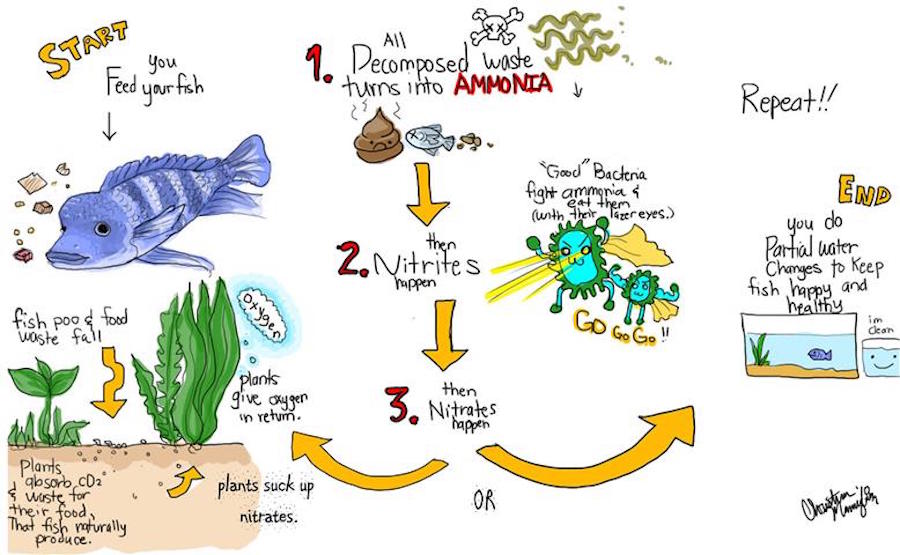 START
you
Feed your fish
fish poo & food
waste fall
Oxygen
plants
give oxygen
in return.
Plants
absorb CO2
& waste for
their food,
That fish naturally
produce.
plants suck up
nitrates.
1. All
Decomposed waste
turns into AMMONIA
"Good" Bacteria
fight ammonia &
eat them
(with their lazer eyes.)
GO GO GO!!
2. then
Nitrites
happen
3. then
Nitrates
happen
OR
Repeat!!
END
you do
Partial water
Changes to keep
fish happy and
healthy
im
clean